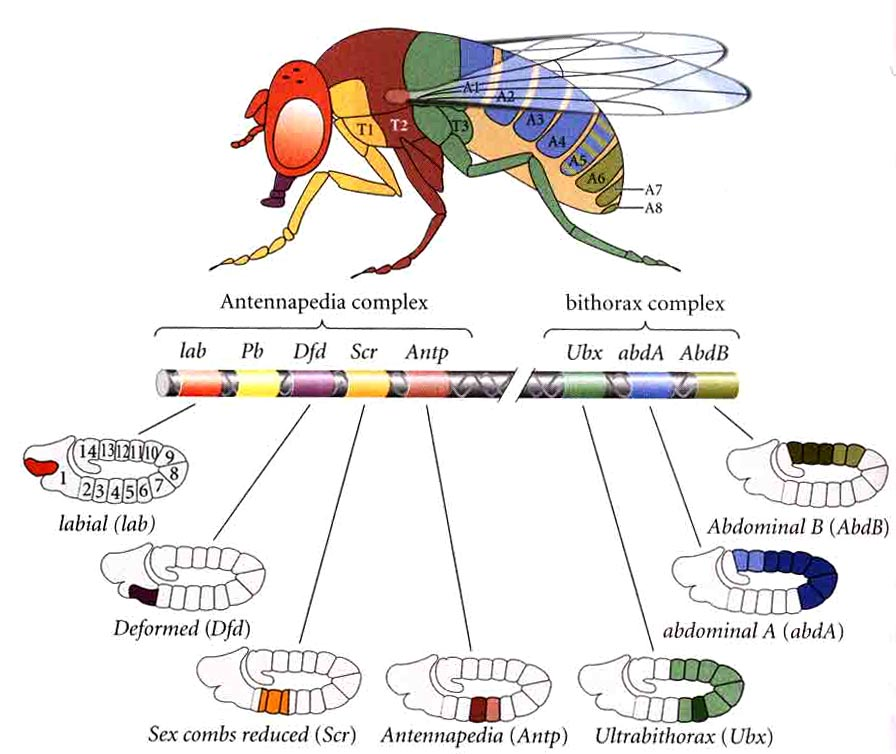 T1 T2 T3 A1 A2 A3 A4 A5 A6 A7 A8
Antennapedia complex
bithorax complex
lab Pb Dfd Scr Antp Ubx abdA AbdB
14 13 12 11 10 9
1 2 3 4 5 6 7 8
labial (lab)
Abdominal B (AbdB)
Deformed (Dfd)
abdominal A (abdA)
Sex combs reduced (Scr)
Antennapedia (Antp)
Ultrabithorax (Ubx)